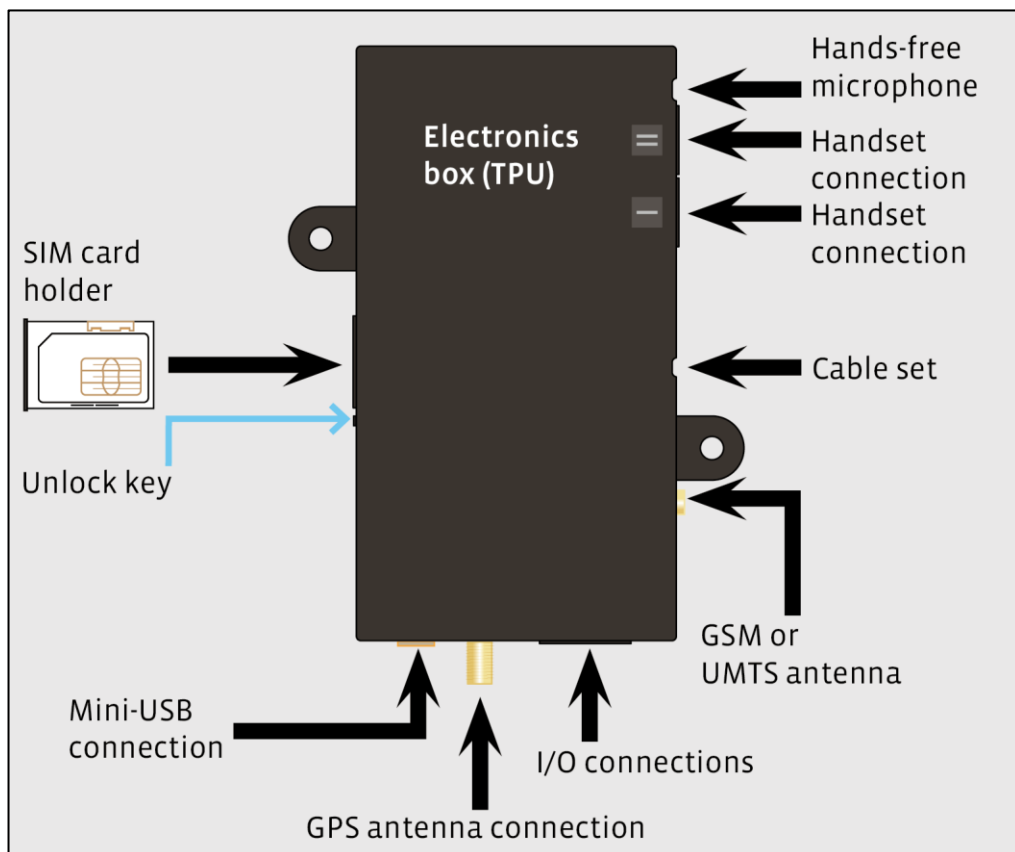 Hands-free
microphone
Electronics
box (TPU)
Handset
connection
Handset
connection
SIM card
holder
Cable set
Unlock key
GSM or
UMTS antenna
Mini-USB
connection
I/O connections
GPS antenna connection